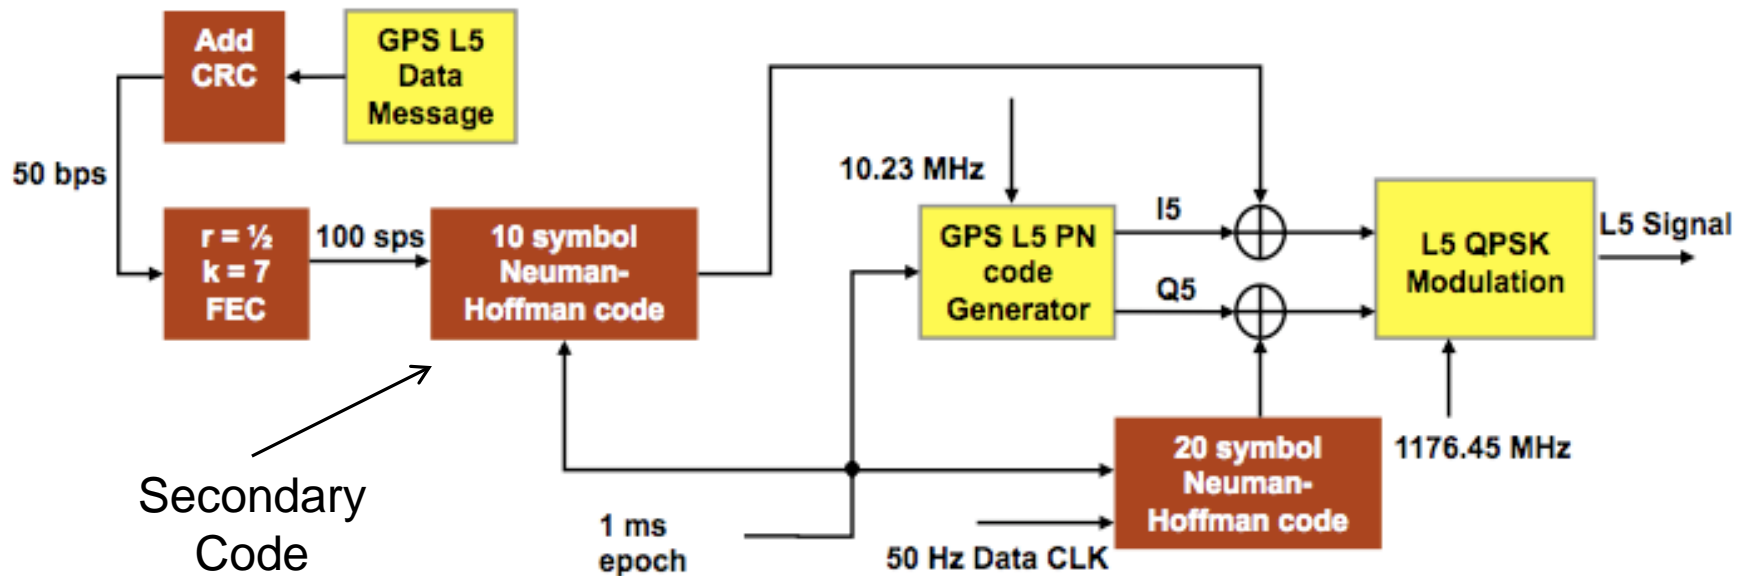 Add
CRC
GPS L5
Data
Message
50 bps
r = ½
k = 7
FEC
100 sps
10 symbol
Neuman-
Hoffman code
10.23 MHz
GPS L5 PN
code
Generator
I5
Q5
L5 QPSK
Modulation
L5 Signal
Secondary
Code
1 ms
epoch
50 Hz Data CLK
20 symbol
Neuman-
Hoffman code
1176.45 MHz